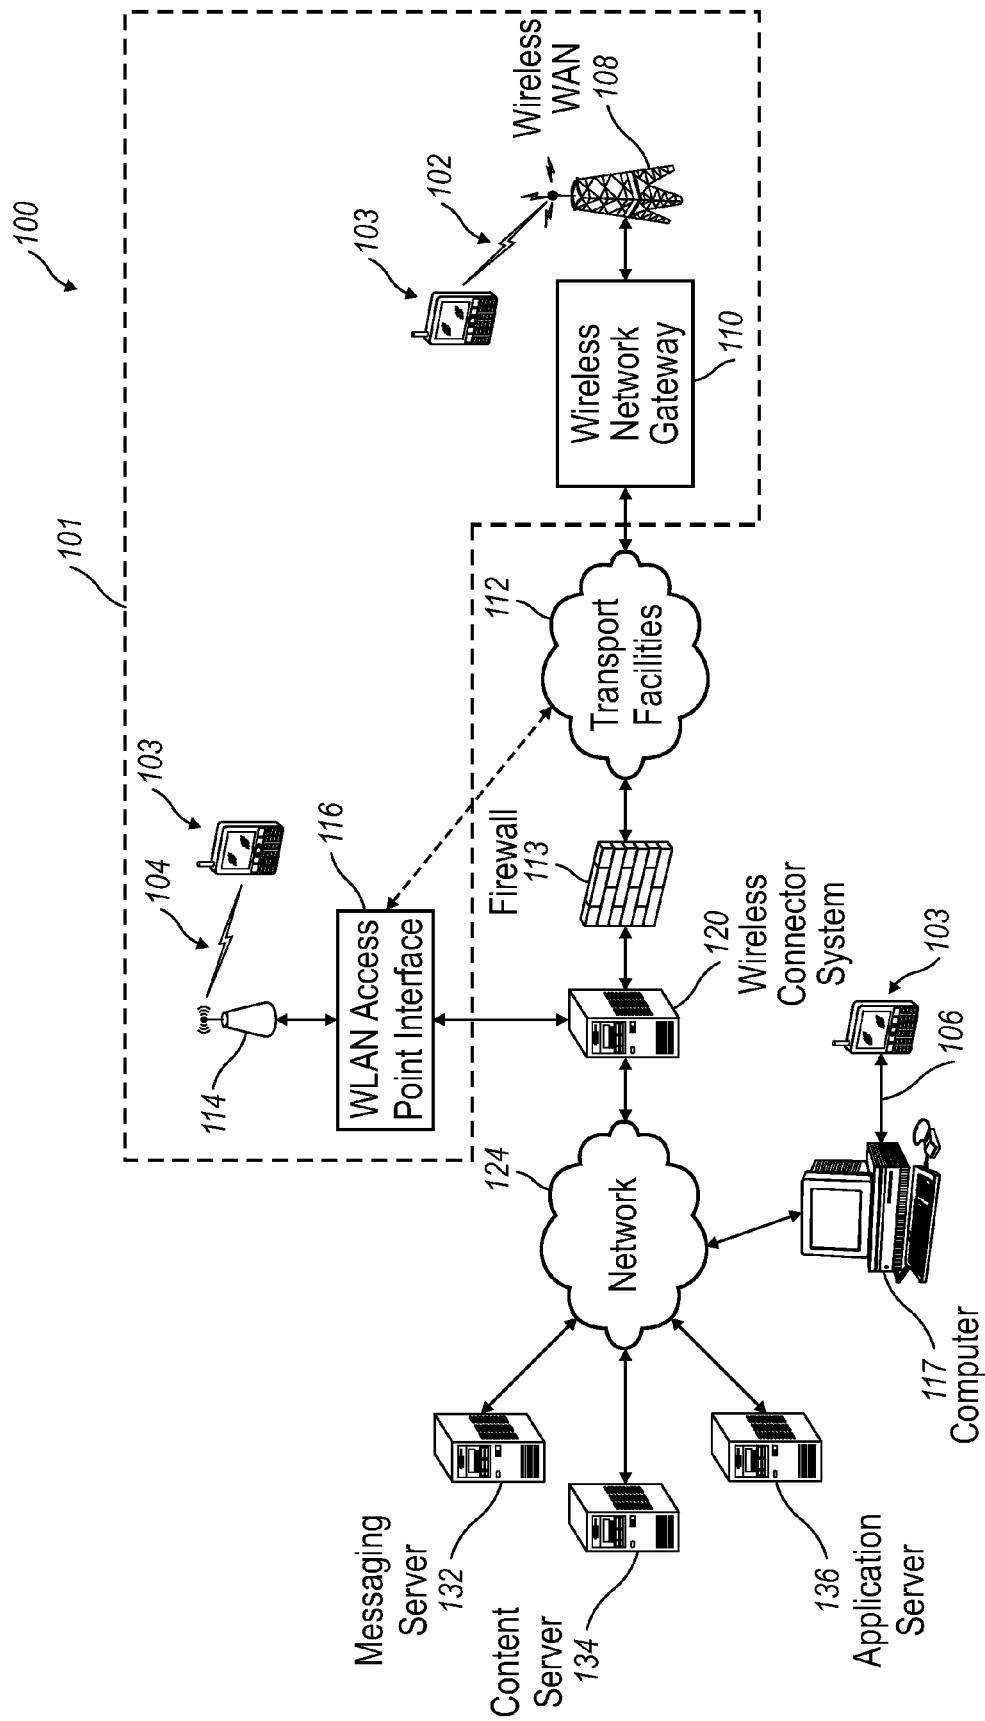 100
101
103
104
114
116
WLAN Access
Point Interface
103
102
Wireless
WAN
108
Wireless
Network
Gateway
110
112
Transport
Facilities
Firewall
113
120
Wireless
Connector
System
124
Network
103
106
117
Computer
Messaging
Server
132
Content
Server
134
136
Application
Server